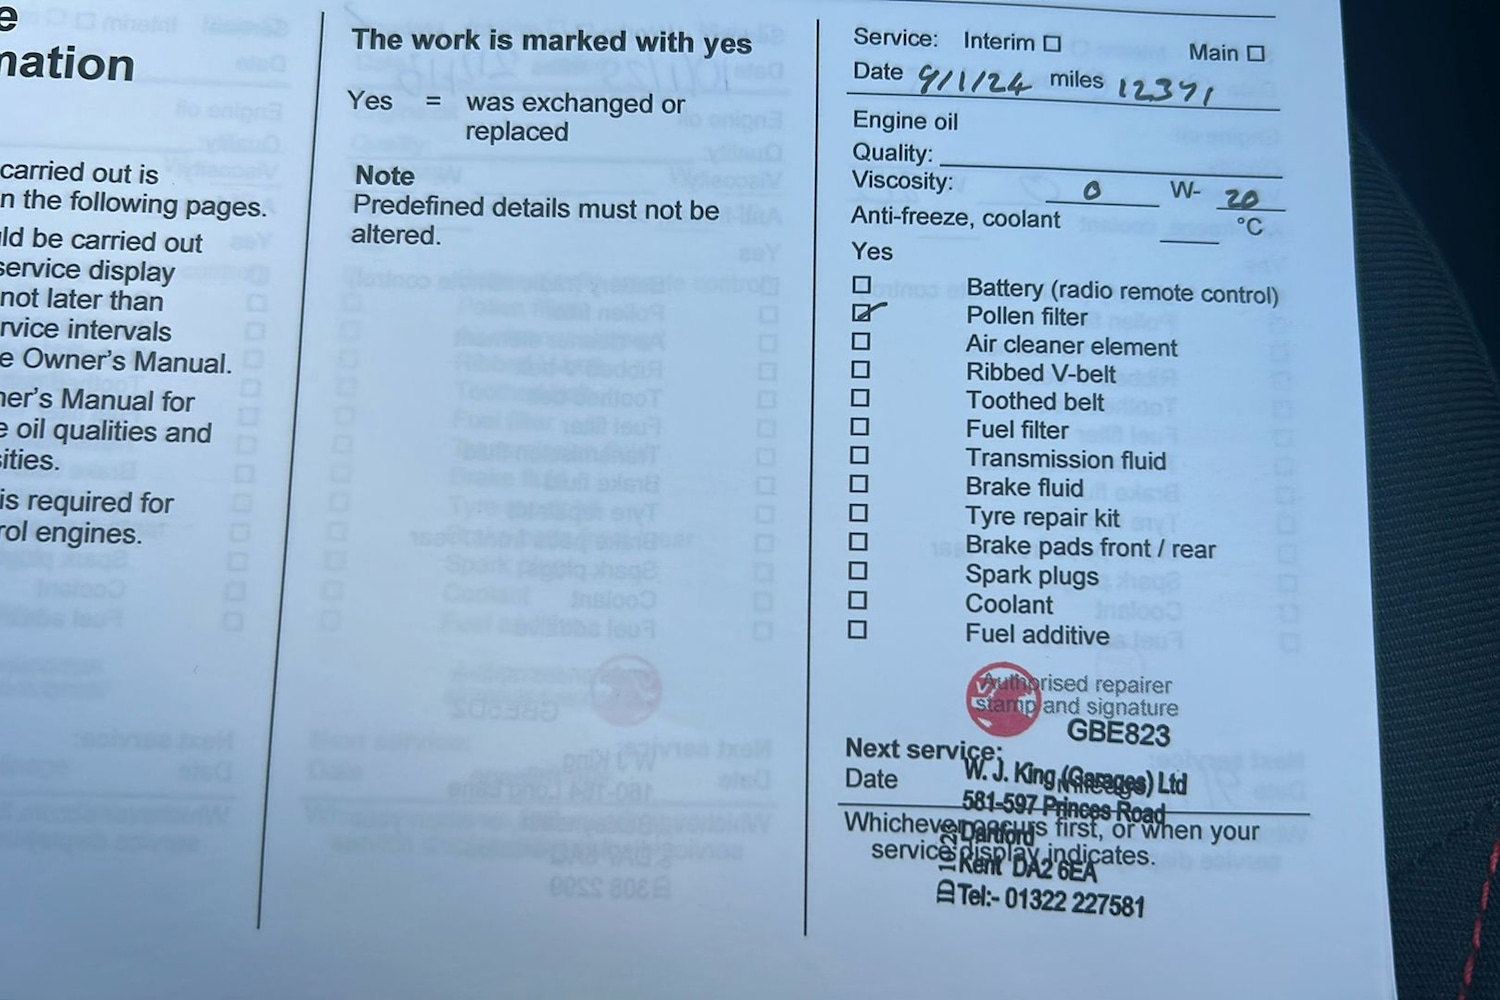 e
mation
carried out is
n the following pages.
uld be carried out
service display
not later than
rvice intervals
e Owner's Manual.
ner's Manual for
e oil qualities and
sities.
is required for
rol engines.
The work is marked with yes
Yes = was exchanged or
replaced
Note
Predefined details must not be
altered.
Service: Interim Main
Date 9/1/24 miles 12371
Engine oil
Quality:
Viscosity: 0 W- 20
Anti-freeze, coolant °C
Yes
Battery (radio remote control)
Pollen filter
Air cleaner element
Ribbed V-belt
Toothed belt
Fuel filter
Transmission fluid
Brake fluid
Tyre repair kit
Brake pads front / rear
Spark plugs
Coolant
Fuel additive
Authorised repairer
stamp and signature
GBE823
Next service:
W. J. King (Garages) Ltd
Date Mileage
581-597 Princes Road
Whichever occurs first, or when your
Dartford
service display indicates.
Kent DA2 6EA
Tel:- 01322 227581